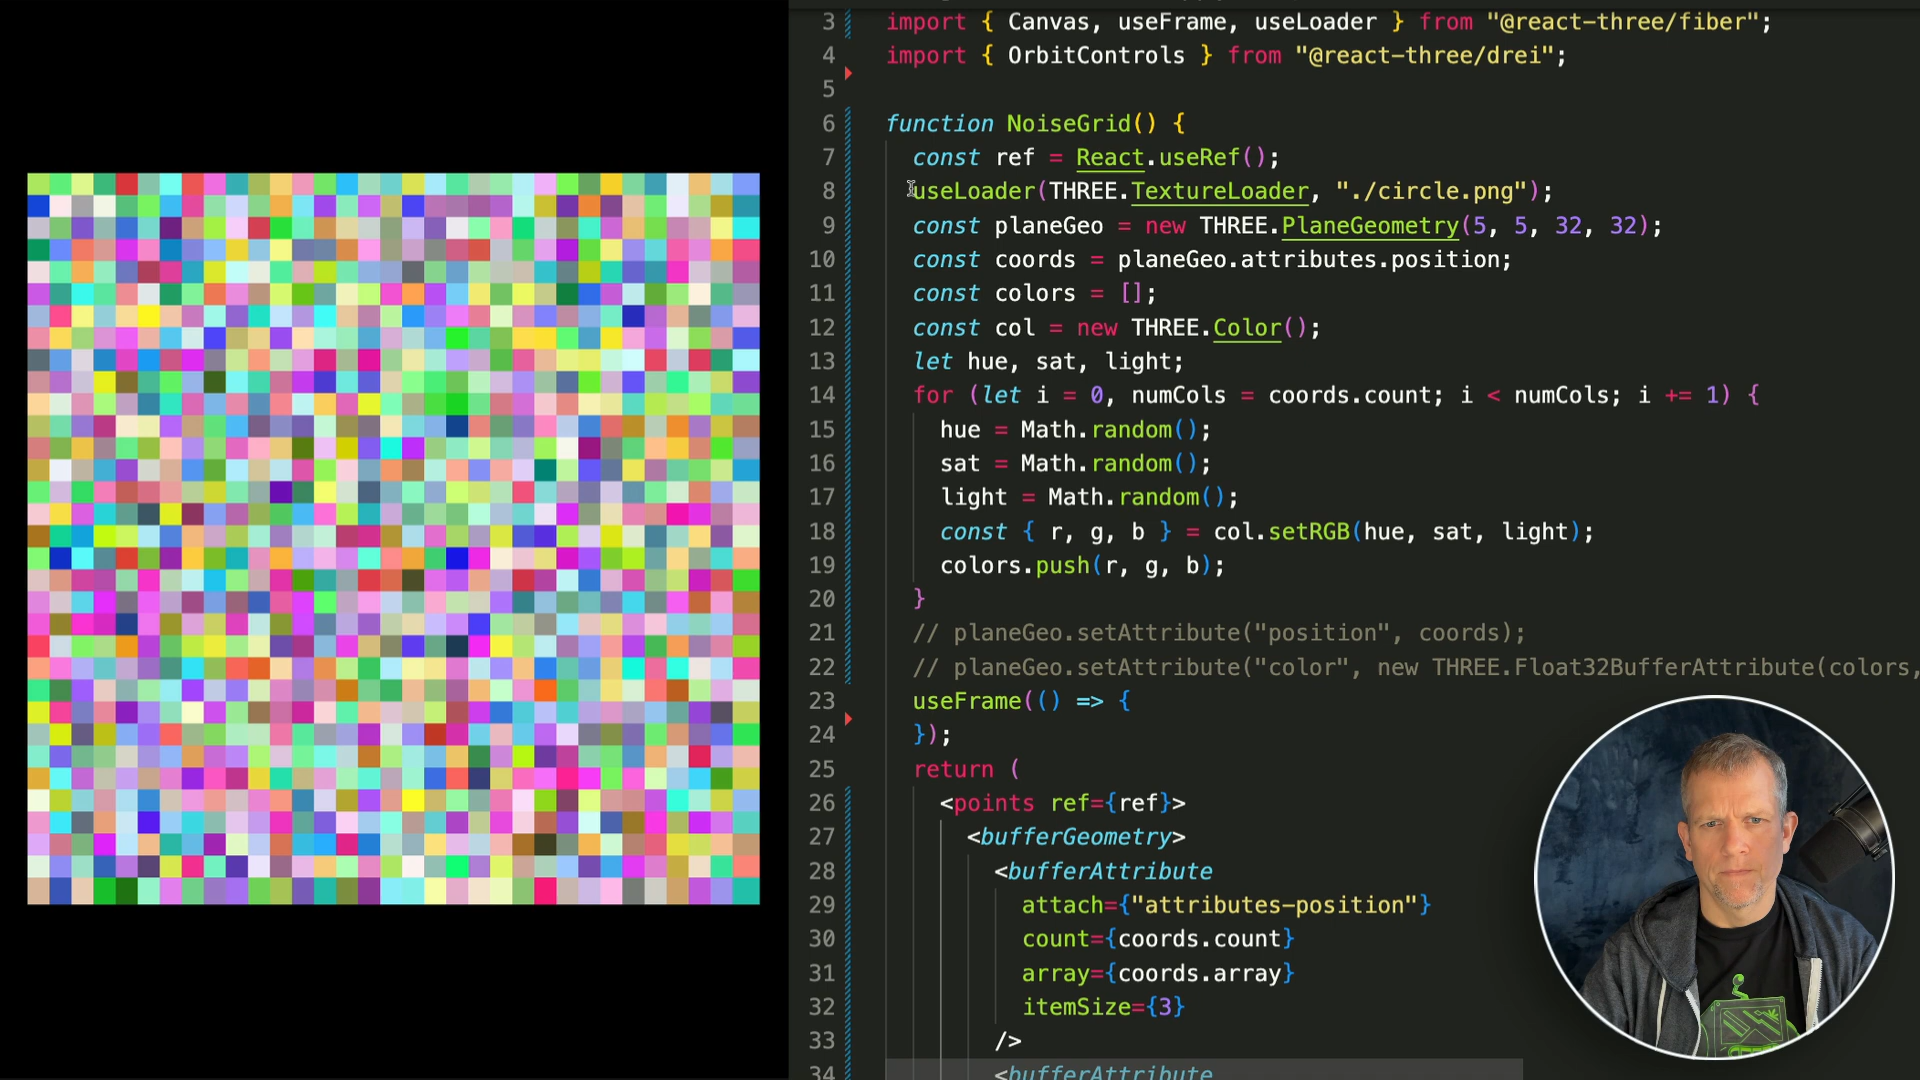 3 import { Canvas, useFrame, useLoader } from "@react-three/fiber";
4 import { OrbitControls } from "@react-three/drei";
5
6 function NoiseGrid() {
7 const ref = React.useRef();
8 useLoader(THREE.TextureLoader, "./circle.png");
9 const planeGeo = new THREE.PlaneGeometry(5, 5, 32, 32);
10 const coords = planeGeo.attributes.position;
11 const colors = [];
12 const col = new THREE.Color();
13 let hue, sat, light;
14 for (let i = 0, numCols = coords.count; i < numCols; i += 1) {
15 hue = Math.random();
16 sat = Math.random();
17 light = Math.random();
18 const { r, g, b } = col.setRGB(hue, sat, light);
19 colors.push(r, g, b);
20 }
21 // planeGeo.setAttribute("position", coords);
22 // planeGeo.setAttribute("color", new THREE.Float32BufferAttribute(colors,
23 useFrame(() => {
24 });
25 return (
26 <points ref={ref}>
27 <bufferGeometry>
28 <bufferAttribute
29 attach={"attributes-position"}
30 count={coords.count}
31 array={coords.array}
32 itemSize={3}
33 />
34 <bufferAttribute